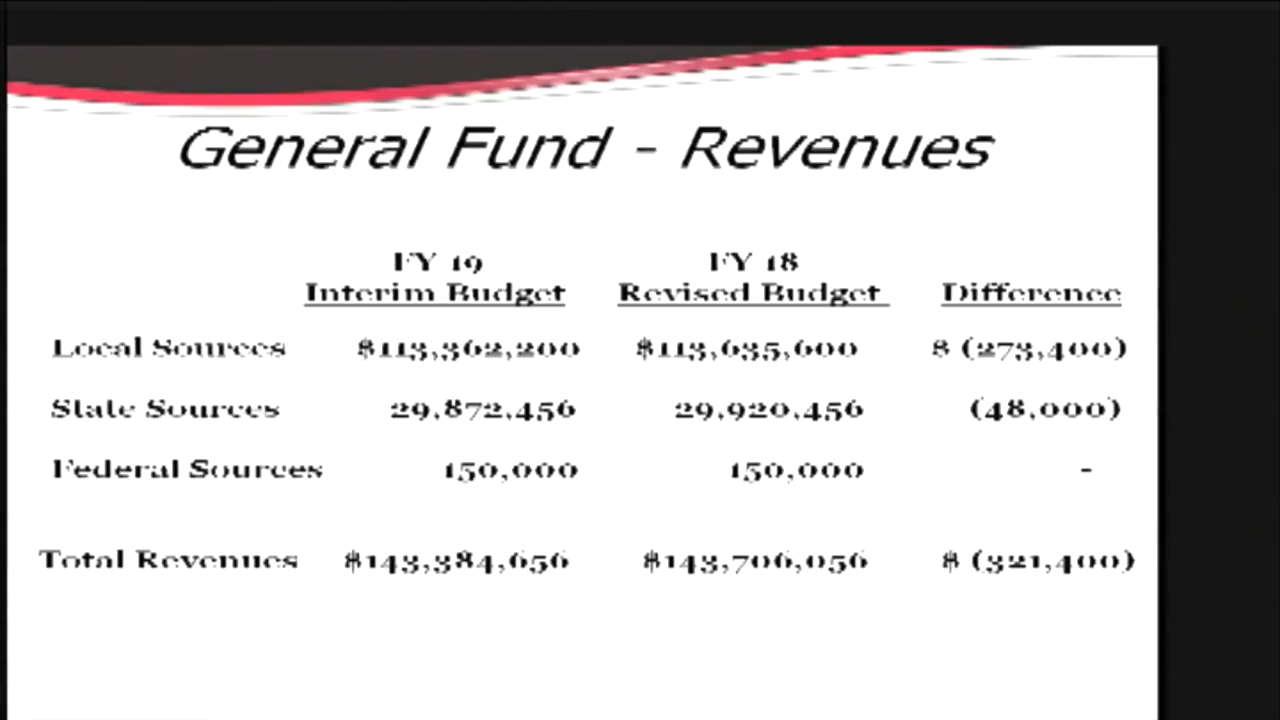 General Fund - Revenues
FY 19 FY 18
Interim Budget Revised Budget Difference
Local Sources $113,362,200 $113,635,600 $ (273,400)
State Sources 29,872,456 29,920,456 (48,000)
Federal Sources 150,000 150,000 -
Total Revenues $143,384,656 $143,706,056 $ (321,400)